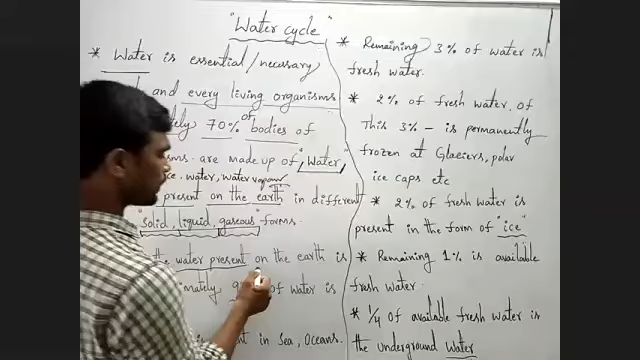 "Water cycle"
* Water is essential/necasary
and every living organisms
70% of bodies of
are made up of "Water,
water, water vapour
present on the earth in different
"Solid, liquid, gaseous" forms.
the water present on the earth is
of water is
in Sea, Oceans.
* Remaining 3% of water is
fresh water.
* 2% of fresh water of
This 3% - is permanently
frozen at Glaciers, polar
ice caps etc
* 2% of fresh water is
present in the form of "ice"
* Remaining 1% is available
fresh water.
* 1/4 of available fresh water is
the underground Water